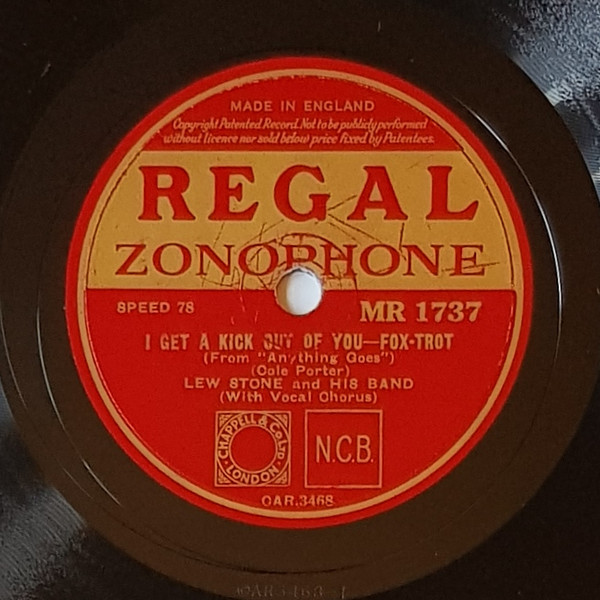 MADE IN ENGLAND
Copyright Patented Record. Not to be publicly performed
without licence nor sold below price fixed by Patentees.
REGAL
ZONOPHONE
SPEED 78
MR 1737
I GET A KICK OUT OF YOU—FOX-TROT
(From "Anything Goes")
(Cole Porter)
LEW STONE and HIS BAND
(With Vocal Chorus)
CHAPPELL & Co LTD
LONDON
N.C.B.
OAR.3468